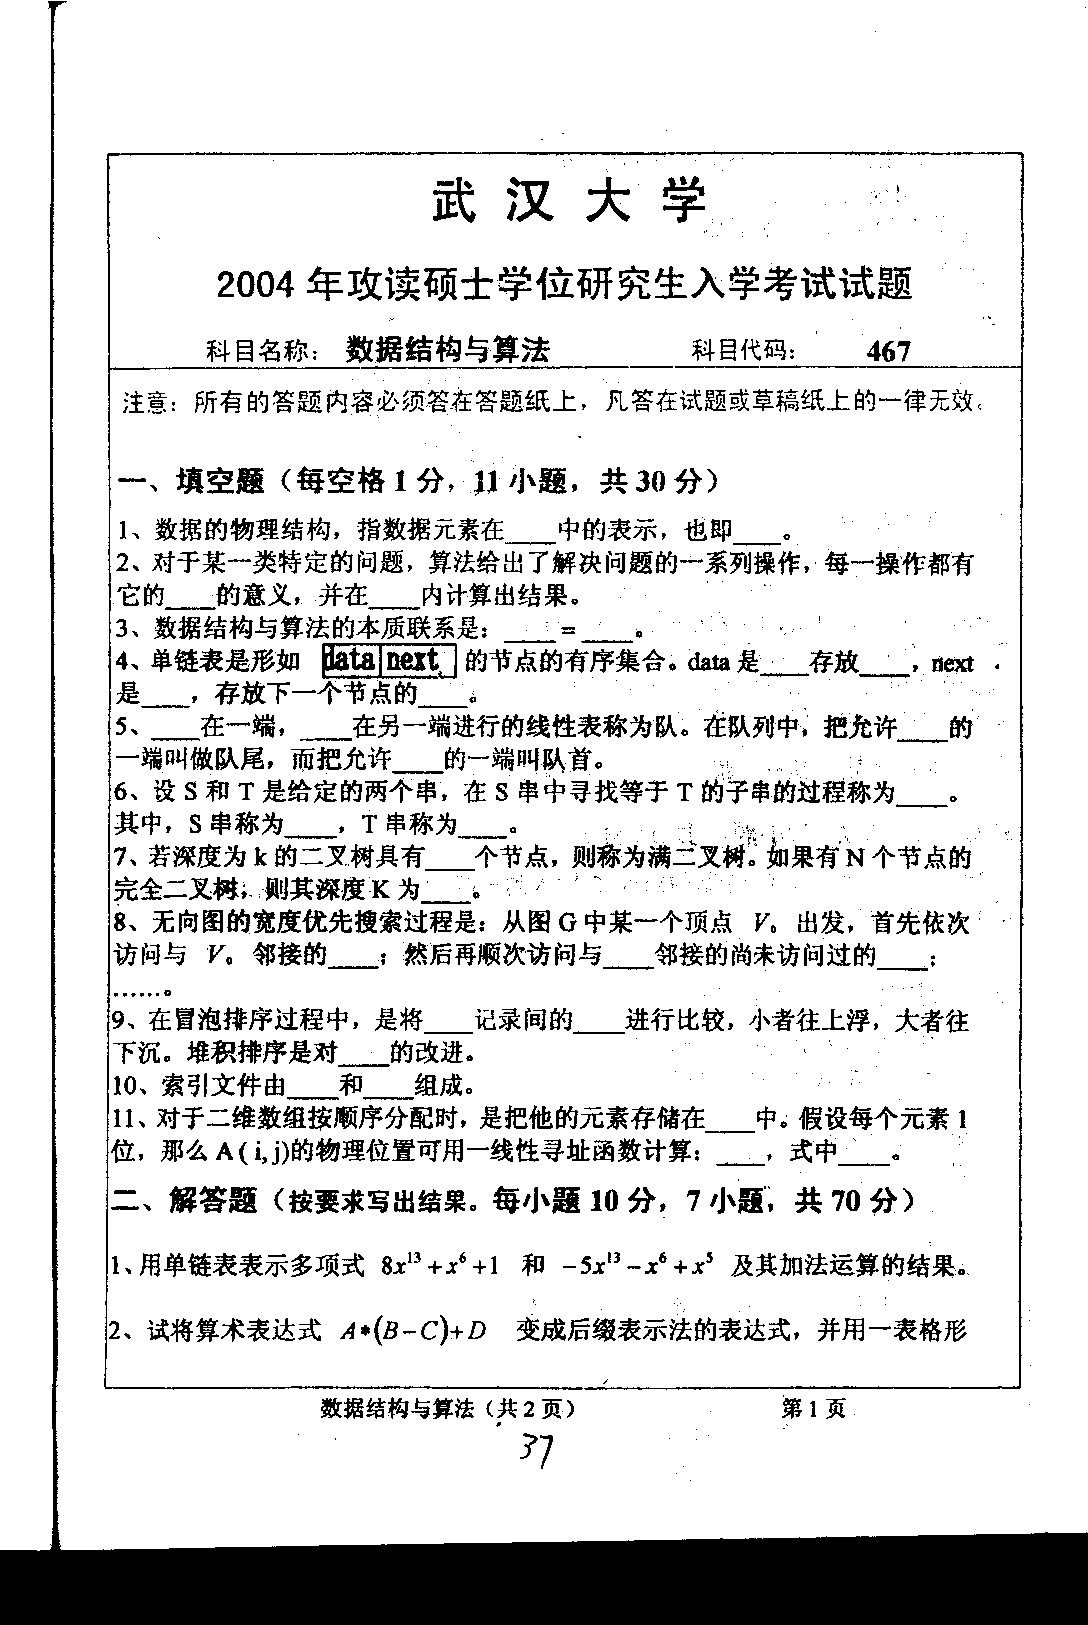 武 汉 大 学
2004 年攻读硕士学位研究生入学考试试题
科目名称： 数据结构与算法 科目代码： 467
注意：所有的答题内容必须答在答题纸上，凡答在试题或草稿纸上的一律无效。
一、填空题（每空格 1 分，11 小题，共 30 分）
1、数据的物理结构，指数据元素在____中的表示，也即____。
2、对于某一类特定的问题，算法给出了解决问题的一系列操作，每一操作都有
它的____的意义，并在____内计算出结果。
3、数据结构与算法的本质联系是：____=____。
4、单链表是形如 data next 的节点的有序集合。data 是____存放____，next
是____，存放下一个节点的____。
5、____在一端，____在另一端进行的线性表称为队。在队列中，把允许____的
一端叫做队尾，而把允许____的一端叫队首。
6、设 S 和 T 是给定的两个串，在 S 串中寻找等于 T 的子串的过程称为____。
其中，S 串称为____，T 串称为____。
7、若深度为 k 的二叉树具有____个节点，则称为满二叉树。如果有 N 个节点的
完全二叉树，则其深度 K 为____。
8、无向图的宽度优先搜索过程是：从图 G 中某一个顶点 V₀ 出发，首先依次
访问与 V₀ 邻接的____；然后再顺次访问与____邻接的尚未访问过的____；
……。
9、在冒泡排序过程中，是将____记录间的____进行比较，小者往上浮，大者往
下沉。堆积排序是对____的改进。
10、索引文件由____和____组成。
11、对于二维数组按顺序分配时，是把他的元素存储在____中。假设每个元素 1
位，那么 A ( i, j)的物理位置可用一线性寻址函数计算：____，式中____。
二、解答题（按要求写出结果。每小题 10 分，7 小题，共 70 分）
1、用单链表表示多项式 8x¹³+x⁶+1 和 −5x¹³−x⁶+x⁵ 及其加法运算的结果。
2、试将算术表达式 A*(B−C)+D 变成后缀表示法的表达式，并用一表格形
数据结构与算法（共 2 页） 第 1 页
37